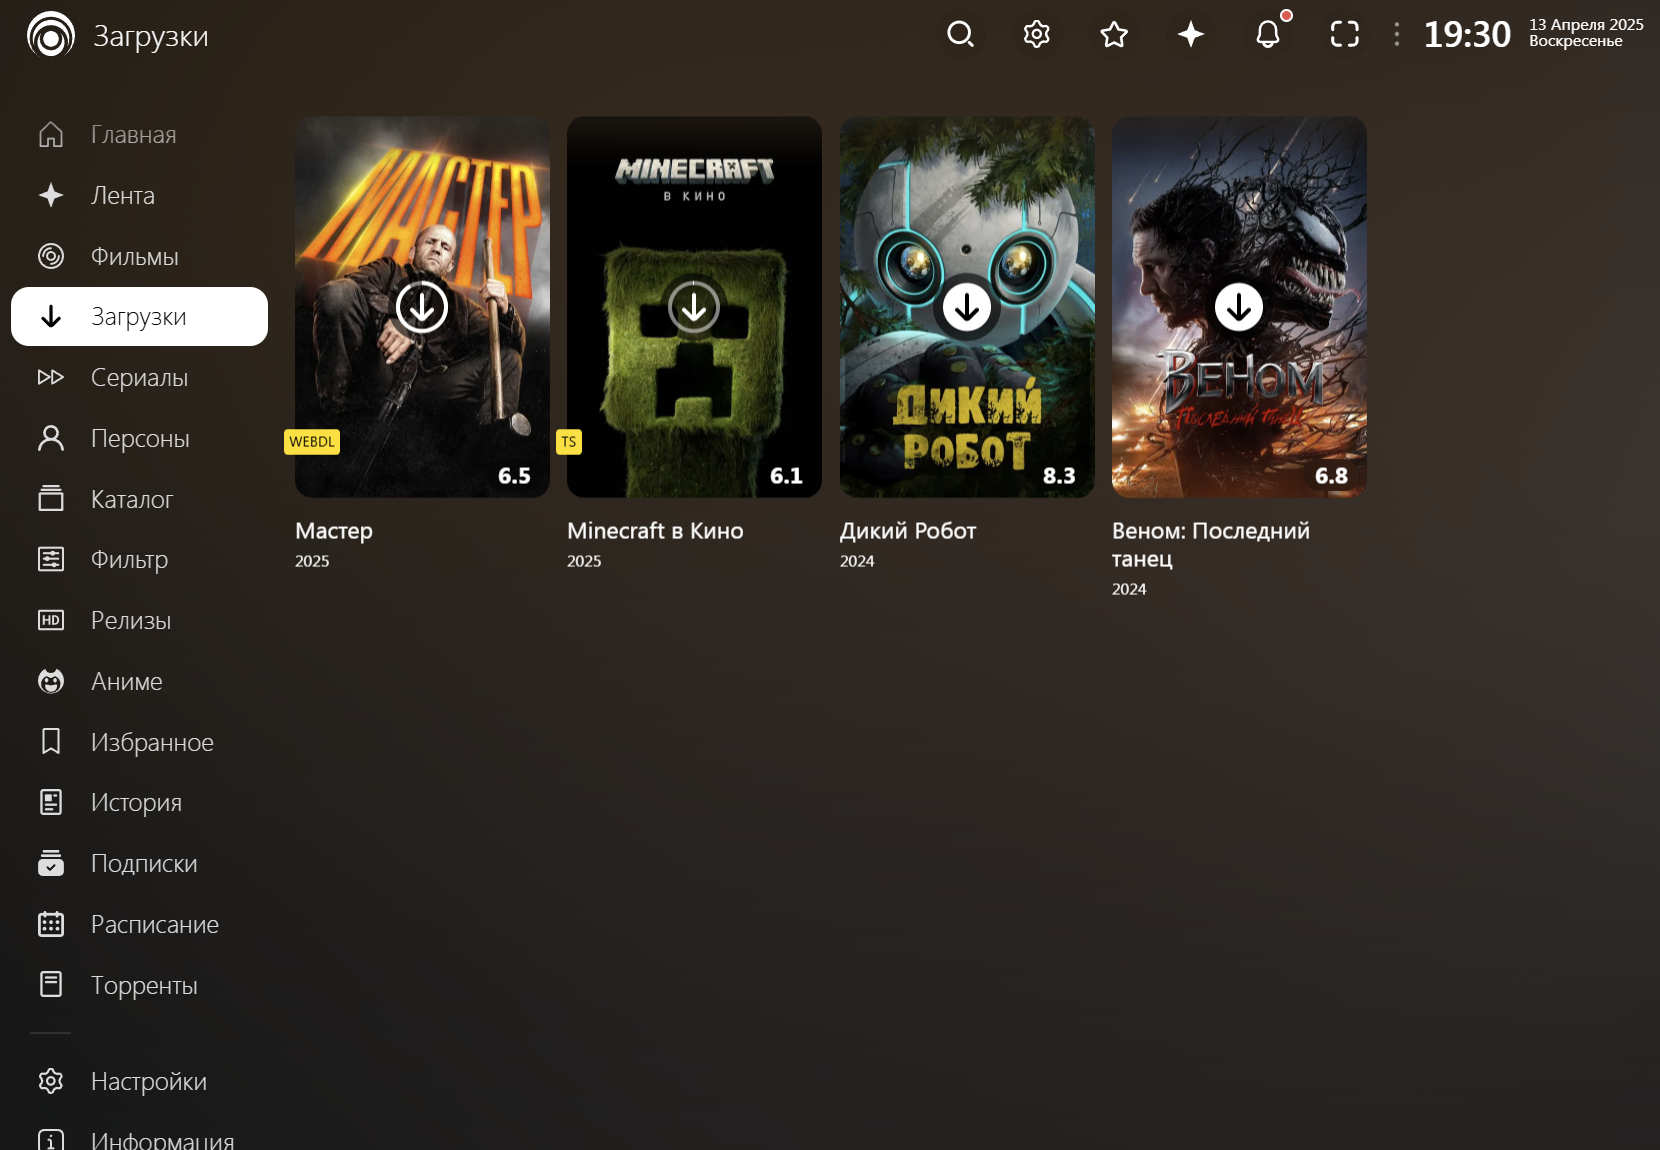 Загрузки
19:30
13 Апреля 2025
Воскресенье
Главная
Лента
Фильмы
Загрузки
Сериалы
Персоны
Каталог
Фильтр
HD
Релизы
Аниме
Избранное
История
Подписки
Расписание
Торренты
Настройки
Информация
МАСТЕР
WEBDL
6.5
Мастер
2025
MINECRAFT
В КИНО
TS
6.1
Minecraft в Кино
2025
ДИКИЙ
РОБОТ
8.3
Дикий Робот
2024
ВЕНОМ
ПОСЛЕДНИЙ ТАНЕЦ
6.8
Веном: Последний
танец
2024